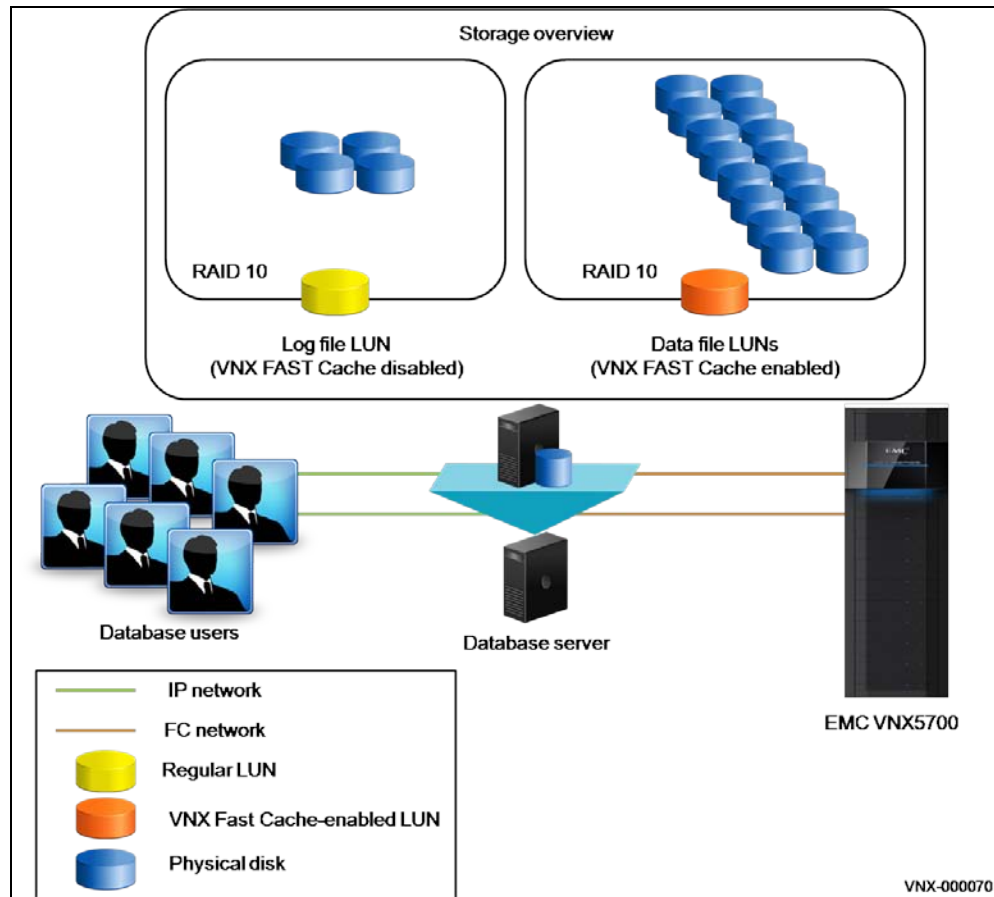 Storage overview
RAID 10
RAID 10
Log file LUN
(VNX FAST Cache disabled)
Data file LUNs
(VNX FAST Cache enabled)
EMC²
Database users
Database server
EMC VNX5700
IP network
FC network
Regular LUN
VNX Fast Cache-enabled LUN
Physical disk
VNX-000070